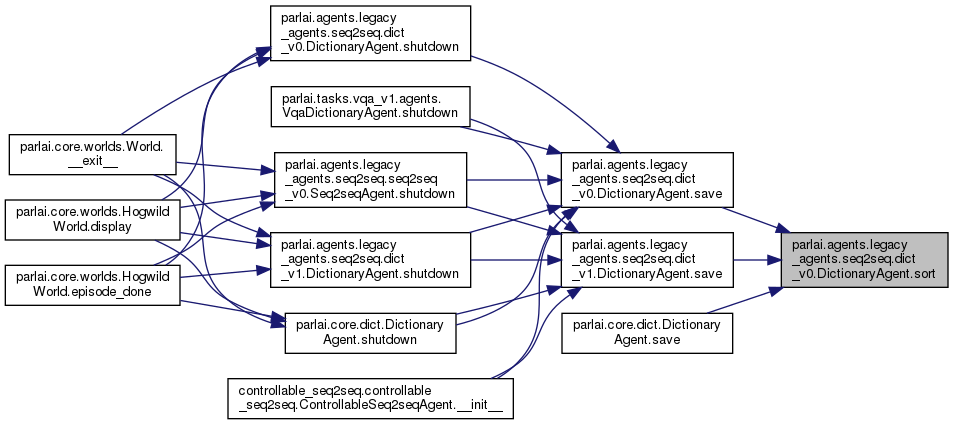 parlai.agents.legacy
_agents.seq2seq.dict
_v0.DictionaryAgent.shutdown
parlai.tasks.vqa_v1.agents.
VqaDictionaryAgent.shutdown
parlai.core.worlds.World.
__exit__
parlai.agents.legacy
_agents.seq2seq.seq2seq
_v0.Seq2seqAgent.shutdown
parlai.agents.legacy
_agents.seq2seq.dict
_v0.DictionaryAgent.save
parlai.core.worlds.Hogwild
World.display
parlai.agents.legacy
_agents.seq2seq.dict
_v1.DictionaryAgent.shutdown
parlai.agents.legacy
_agents.seq2seq.dict
_v1.DictionaryAgent.save
parlai.agents.legacy
_agents.seq2seq.dict
_v0.DictionaryAgent.sort
parlai.core.worlds.Hogwild
World.episode_done
parlai.core.dict.Dictionary
Agent.shutdown
parlai.core.dict.Dictionary
Agent.save
controllable_seq2seq.controllable
_seq2seq.ControllableSeq2seqAgent.__init__